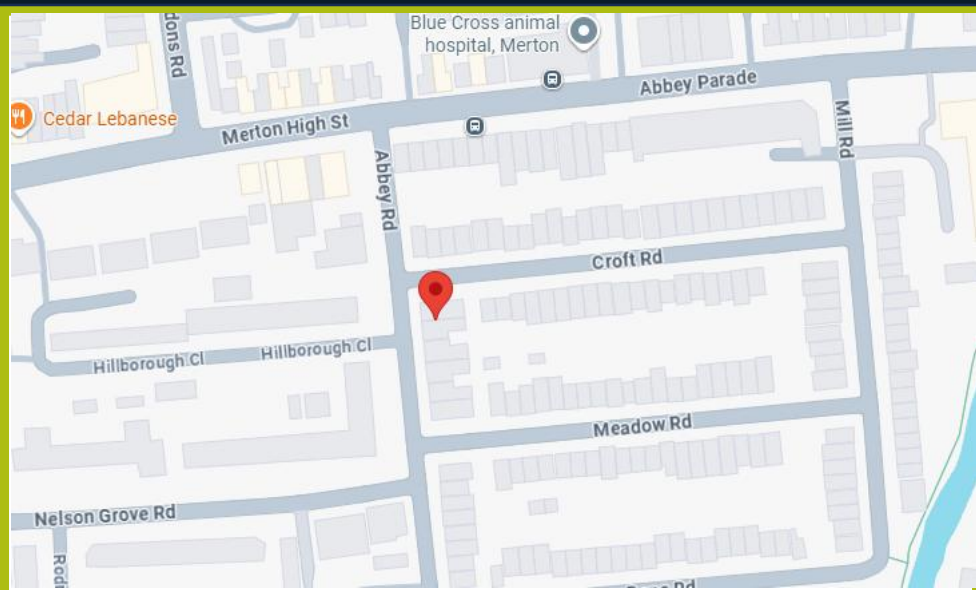 Blue Cross animal
hospital, Merton
Abbey Parade
Cedar Lebanese
Merton High St
Mill Rd
Abbey Rd
Croft Rd
Hillborough Cl
Hillborough Cl
Meadow Rd
Nelson Grove Rd